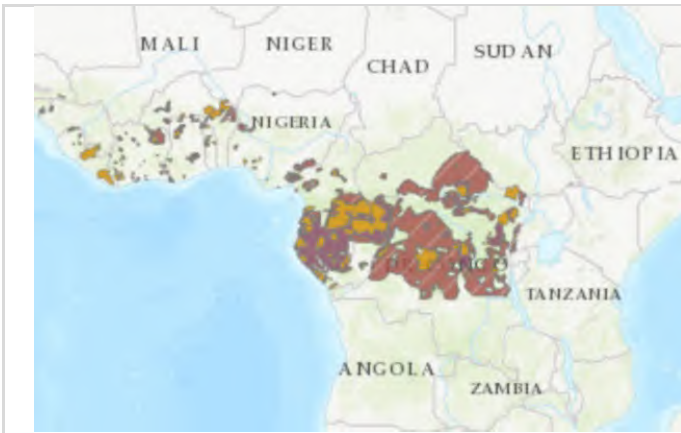 MALI
NIGER
CHAD
SUDAN
NIGERIA
ETHIOPIA
TANZANIA
ANGOLA
ZAMBIA